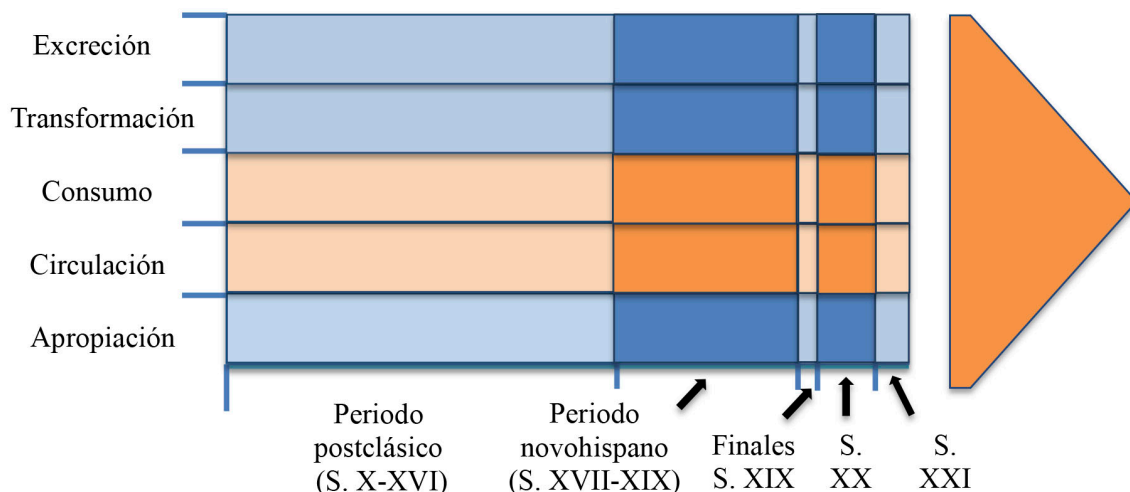 Excreción
Transformación
Consumo
Circulación
Apropiación
Periodo
postclásico
(S. X-XVI)
Periodo
novohispano
(S. XVII-XIX)
Finales
S. XIX
S.
XX
S.
XXI